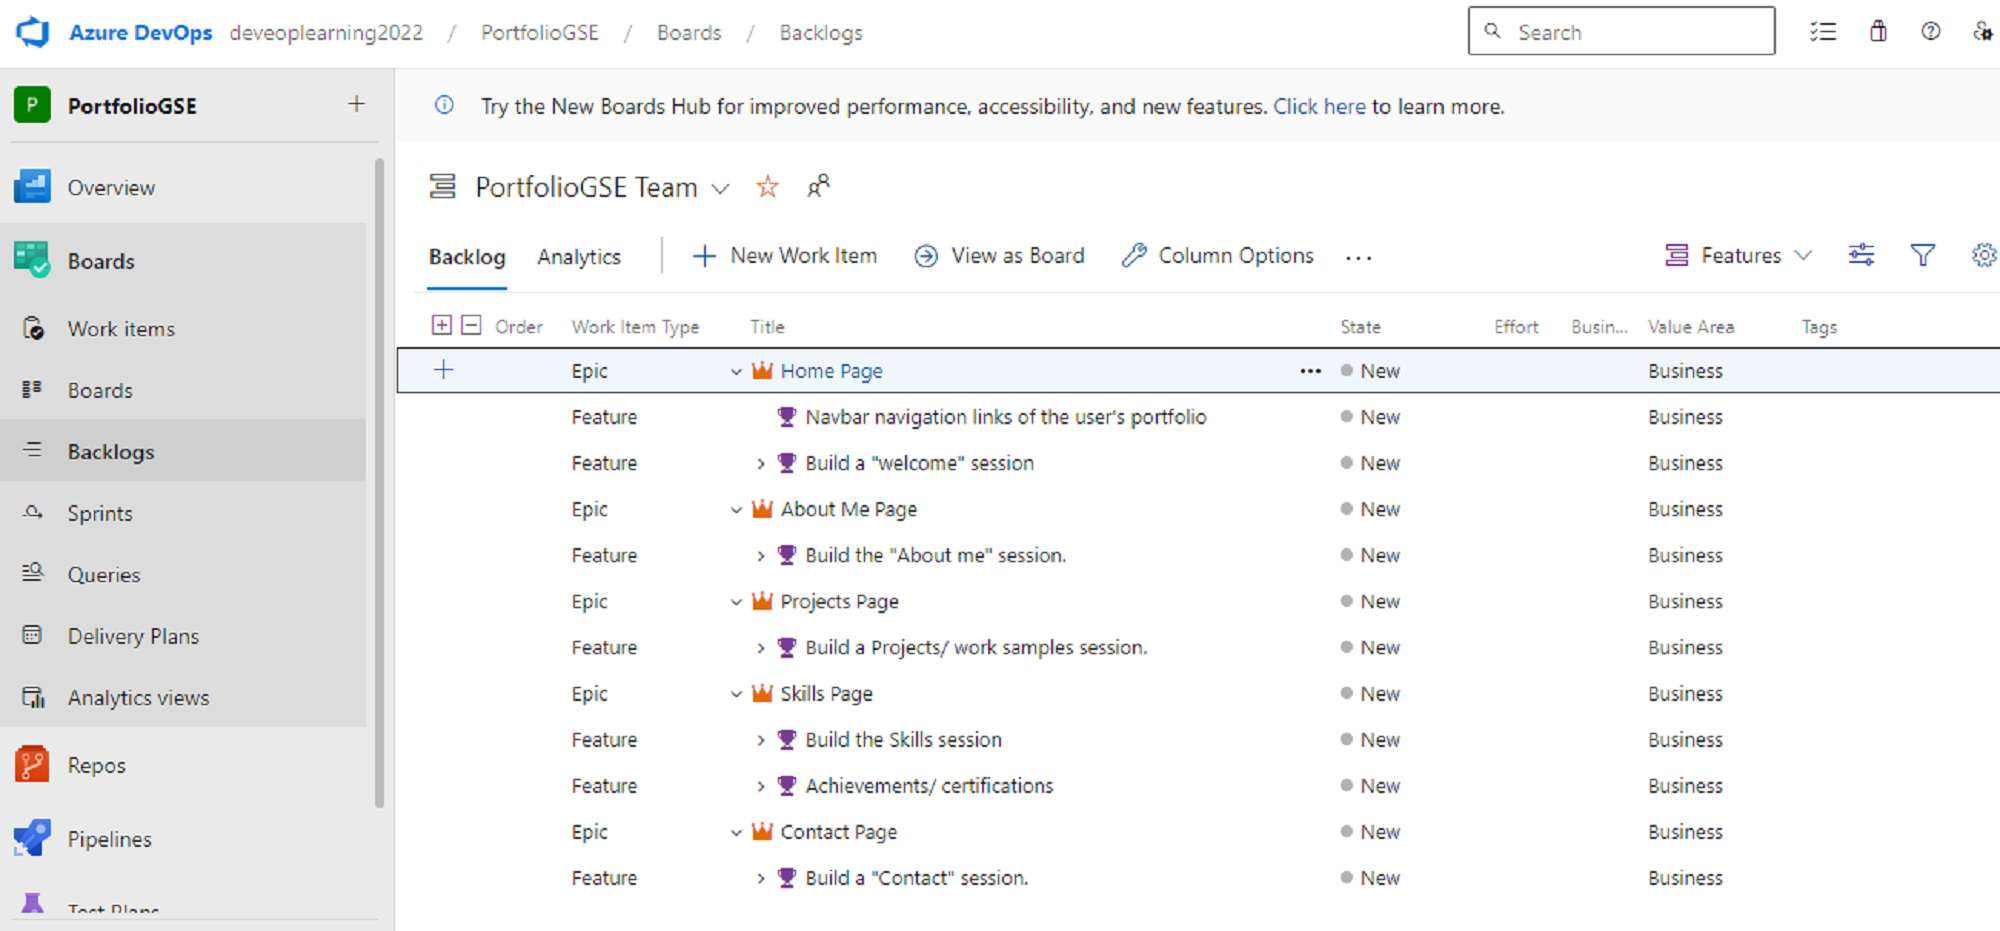 Azure DevOps deveoplearning2022 / PortfolioGSE / Boards / Backlogs Search
P PortfolioGSE +
Try the New Boards Hub for improved performance, accessibility, and new features. Click here to learn more.
Overview
Boards
Work items
Boards
Backlogs
Sprints
Queries
Delivery Plans
Analytics views
Repos
Pipelines
Test Plans
PortfolioGSE Team
Backlog Analytics New Work Item View as Board Column Options ... Features
Order Work Item Type Title State Effort Busin... Value Area Tags
Epic Home Page ... New Business
Feature Navbar navigation links of the user's portfolio New Business
Feature Build a "welcome" session New Business
Epic About Me Page New Business
Feature Build the "About me" session. New Business
Epic Projects Page New Business
Feature Build a Projects/ work samples session. New Business
Epic Skills Page New Business
Feature Build the Skills session New Business
Feature Achievements/ certifications New Business
Epic Contact Page New Business
Feature Build a "Contact" session. New Business